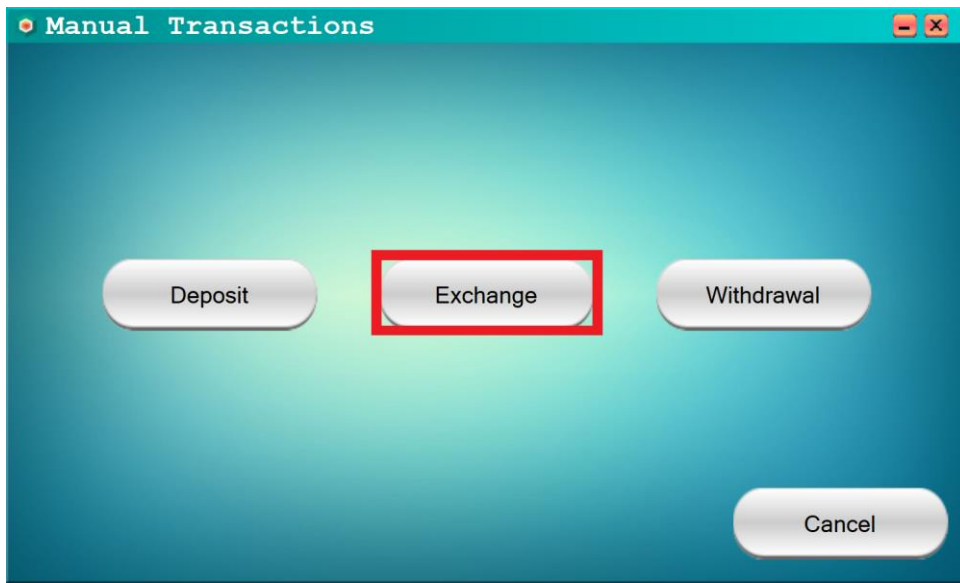 Manual Transactions
Deposit
Exchange
Withdrawal
Cancel